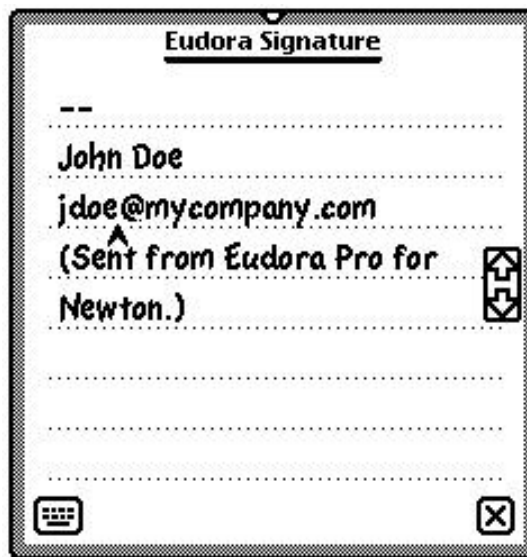 Eudora Signature
--
John Doe
jdoe@mycompany.com
(Sent from Eudora Pro for
Newton.)